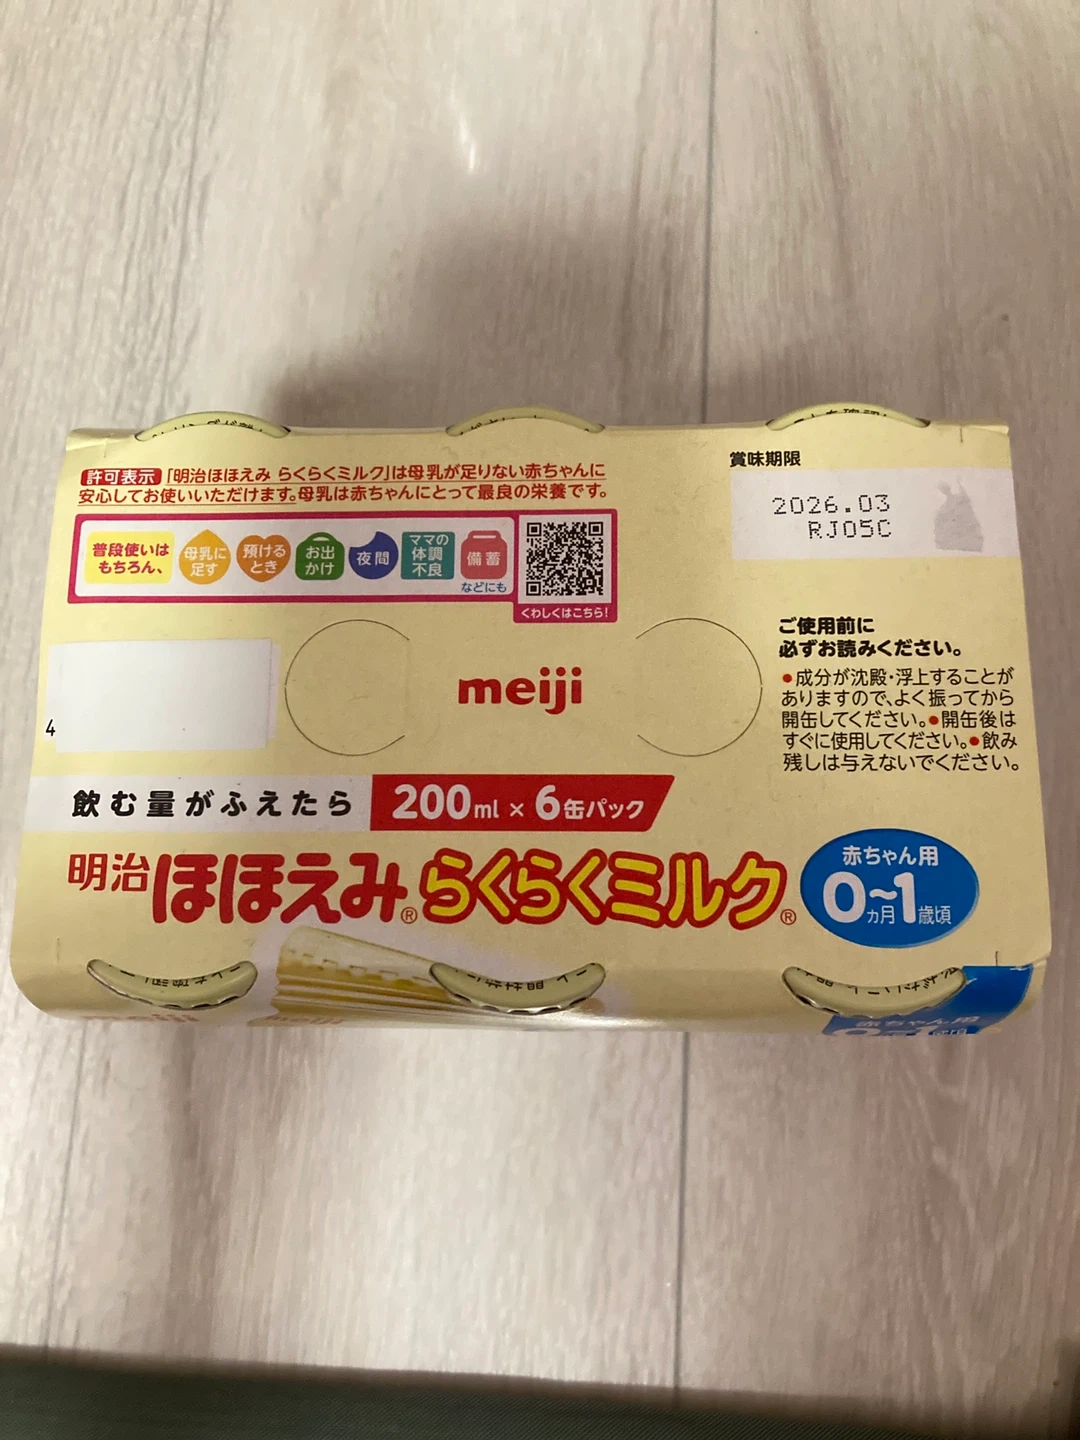 許可表示 「明治ほほえみ らくらくミルク」は母乳が足りない赤ちゃんに
安心してお使いいただけます。母乳は赤ちゃんにとって最良の栄養です。
普段使いは
もちろん、
母乳に
足す
預ける
とき
お出
かけ
夜間
ママの
体調
不良
備蓄
などにも
くわしくはこちら!
賞味期限
2026.03
RJ05C
ご使用前に
必ずお読みください。
●成分が沈殿・浮上することが
ありますので、よく振ってから
開缶してください。●開缶後は
すぐに使用してください。●飲み
残しは与えないでください。
meiji
4
飲む量がふえたら
200ml × 6缶パック
明治 ほほえみ® らくらくミルク®
赤ちゃん用
0ヵ月~1歳頃
赤ちゃん用